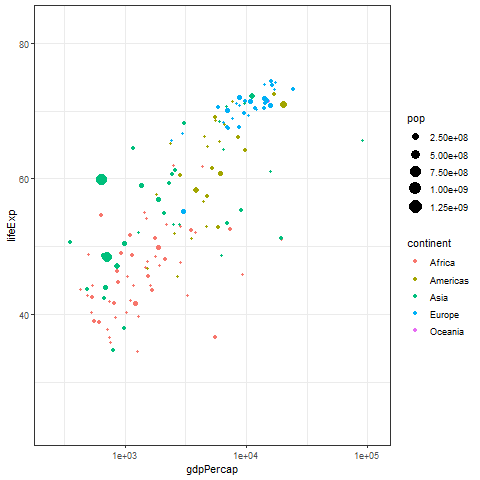 80
60
40
lifeExp
1e+03
1e+04
1e+05
gdpPercap
pop
2.50e+08
5.00e+08
7.50e+08
1.00e+09
1.25e+09
continent
Africa
Americas
Asia
Europe
Oceania